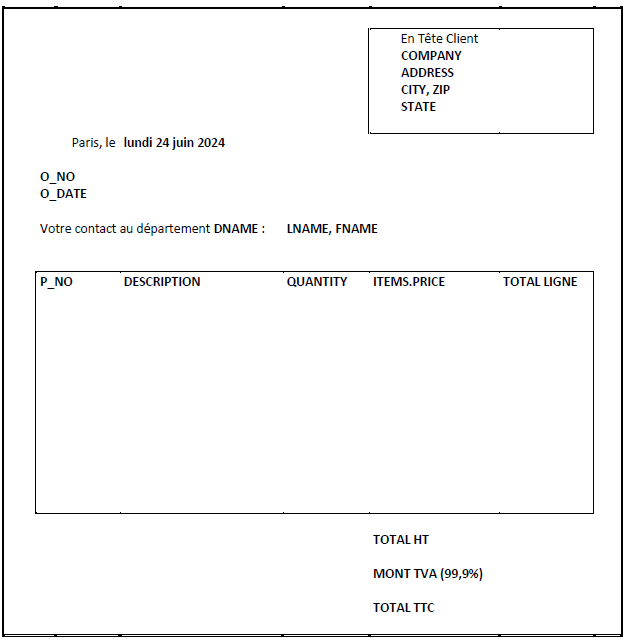 En Tête Client
COMPANY
ADDRESS
CITY, ZIP
STATE
Paris, le lundi 24 juin 2024
O_NO
O_DATE
Votre contact au département DNAME : LNAME, FNAME
P_NO DESCRIPTION QUANTITY ITEMS.PRICE TOTAL LIGNE
TOTAL HT
MONT TVA (99,9%)
TOTAL TTC